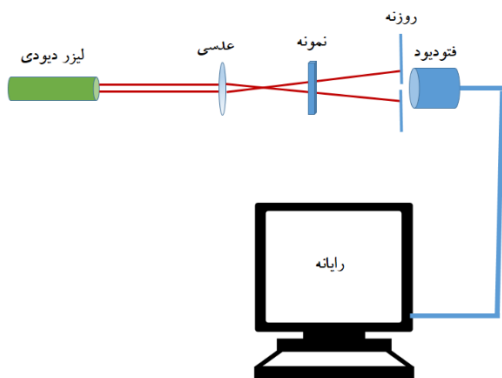 روزنه
فتودیود
نمونه
عدسی
لیزر دیودی
رایانه